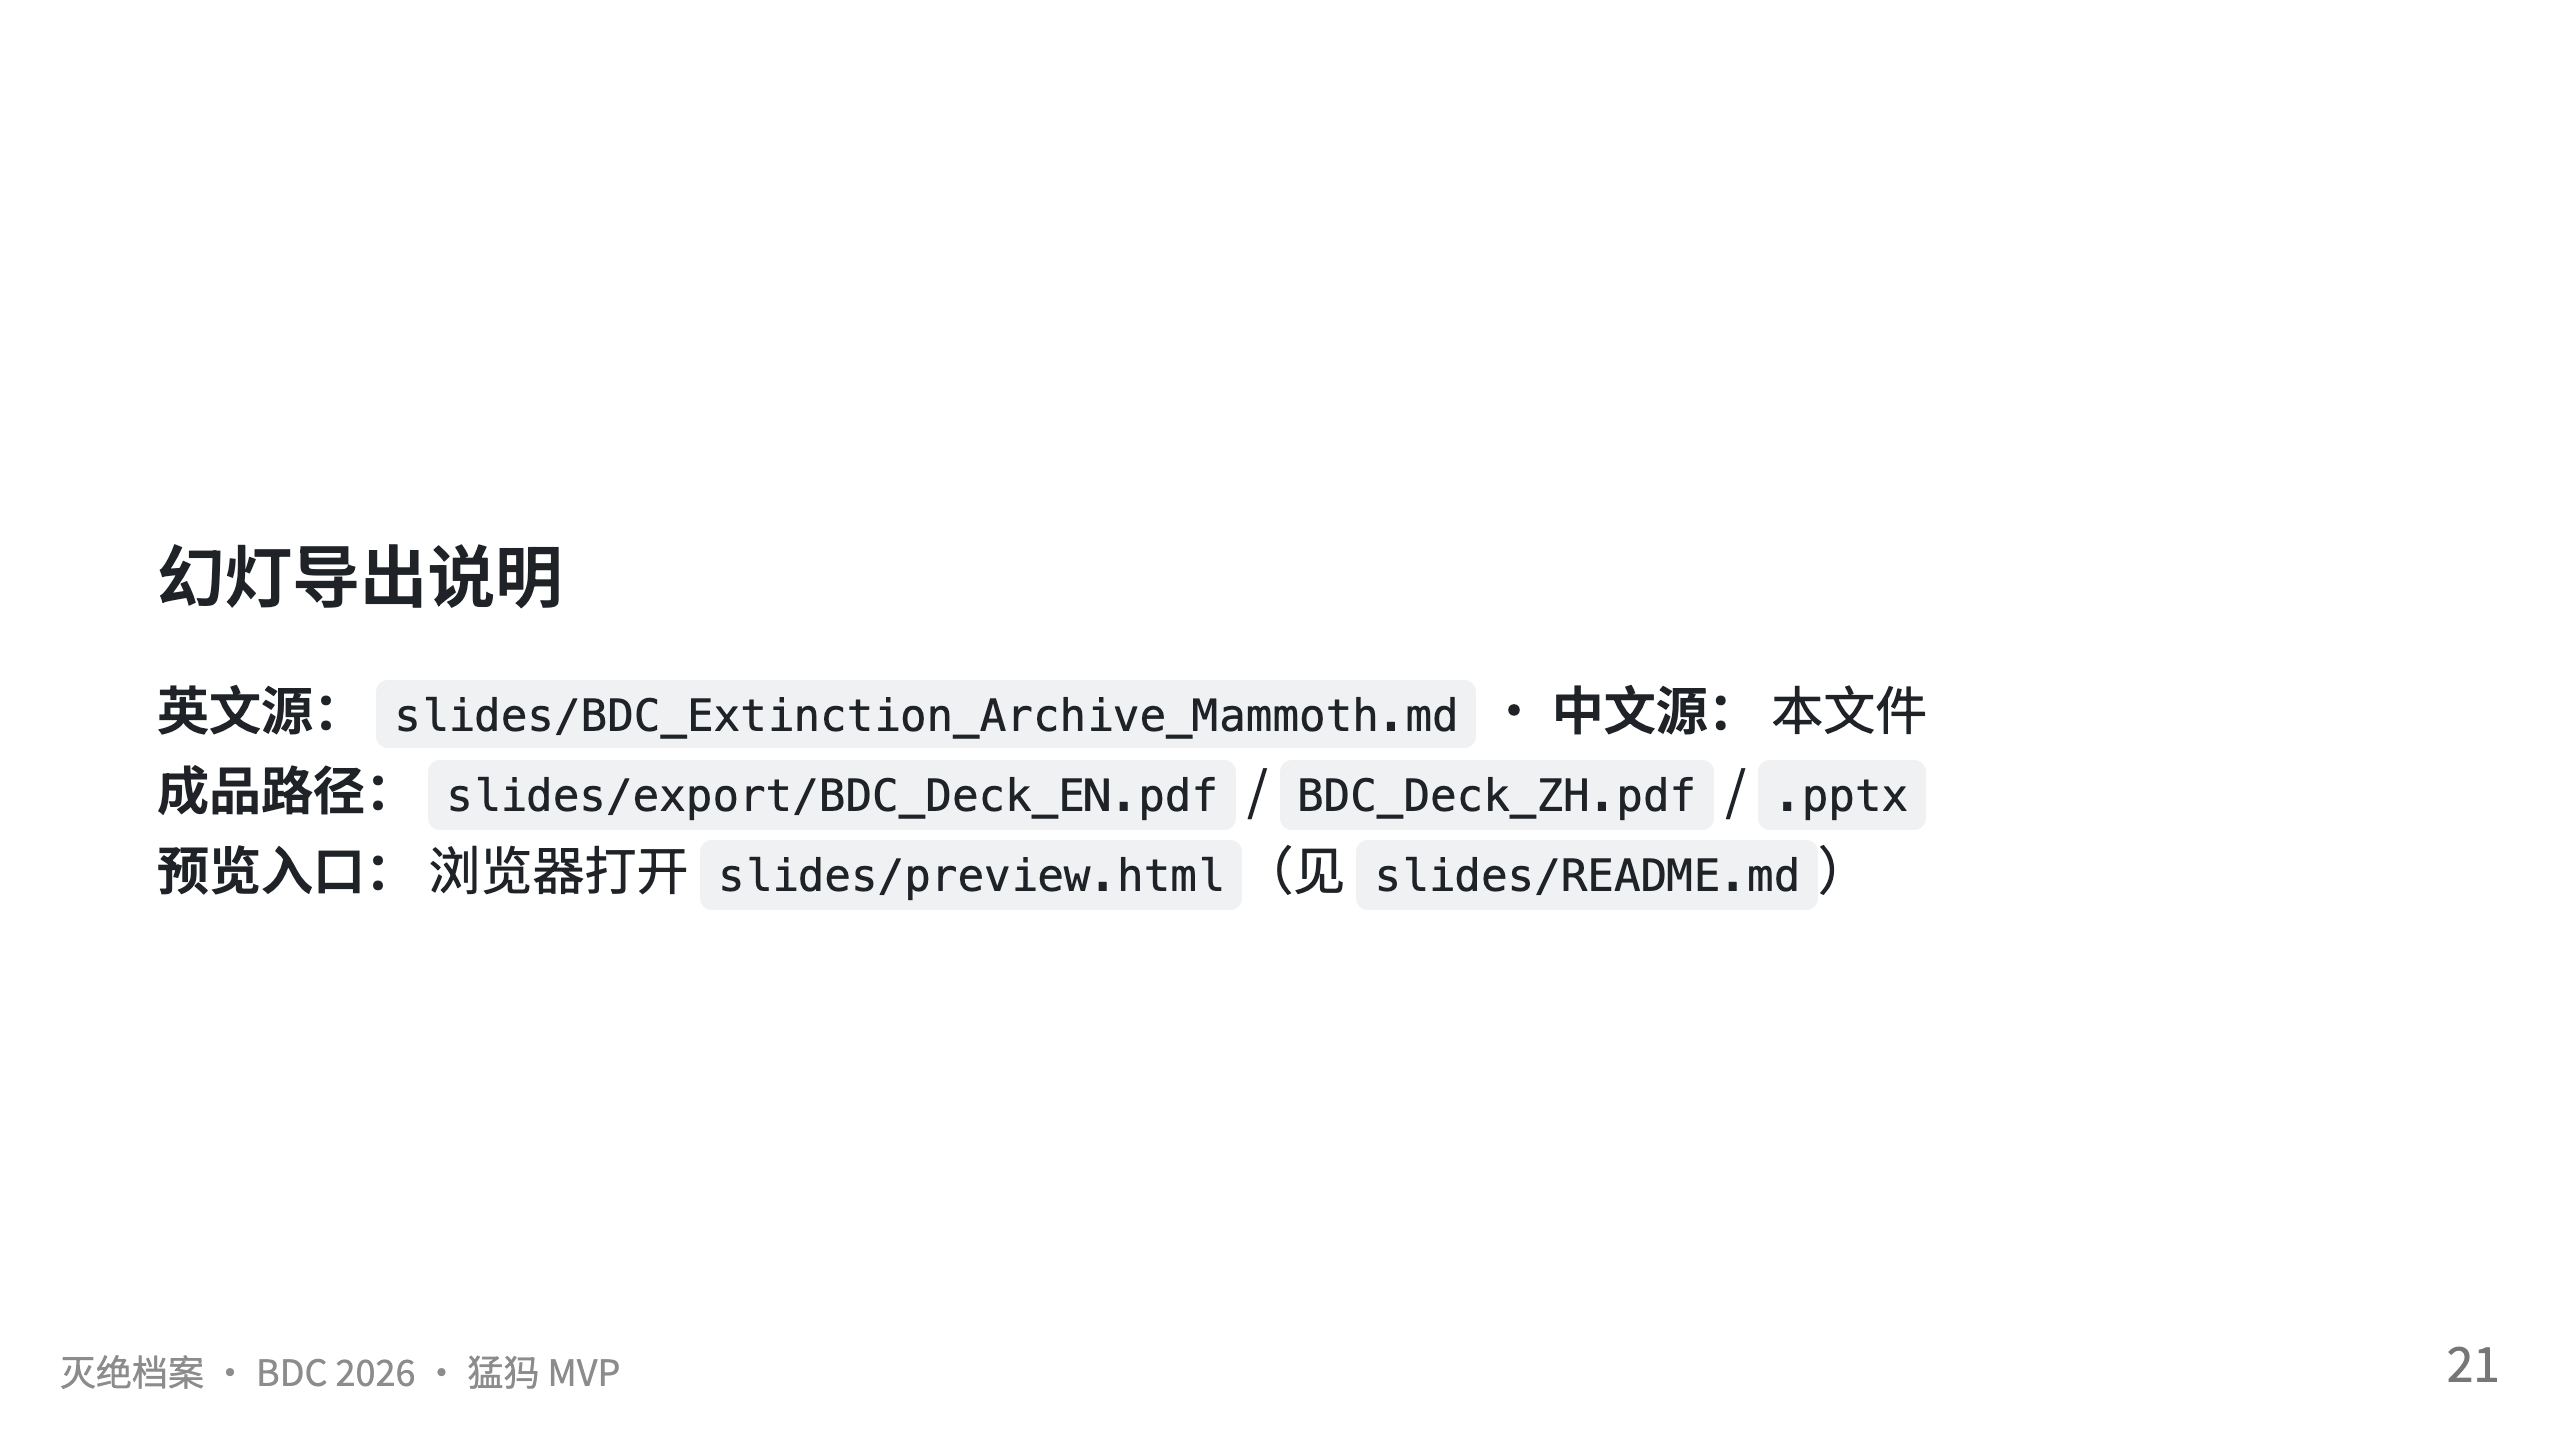 幻灯导出说明
英文源： slides/BDC_Extinction_Archive_Mammoth.md · 中文源： 本文件
成品路径： slides/export/BDC_Deck_EN.pdf / BDC_Deck_ZH.pdf / .pptx
预览入口： 浏览器打开 slides/preview.html （见 slides/README.md）
灭绝档案 · BDC 2026 · 猛犸 MVP
21